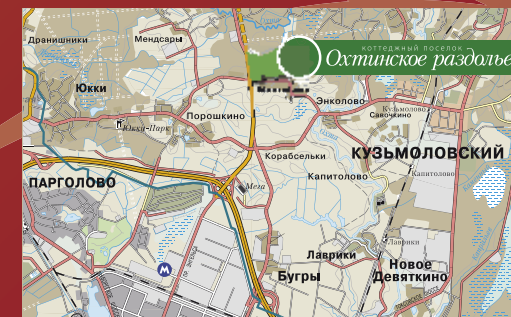 Дранишники
Мендсары
коттеджный поселок
Охтинское раздолье
Юкки
Энколово
Кузьмолово
Савочкино
Порошкино
Юкки-Парк
Корабсельки
КУЗЬМОЛОВСКИЙ
Капитолово
Капитолово
ПАРГОЛОВО
Мега
Лаврики
Лаврики
Бугры
Новое
Девяткино
М